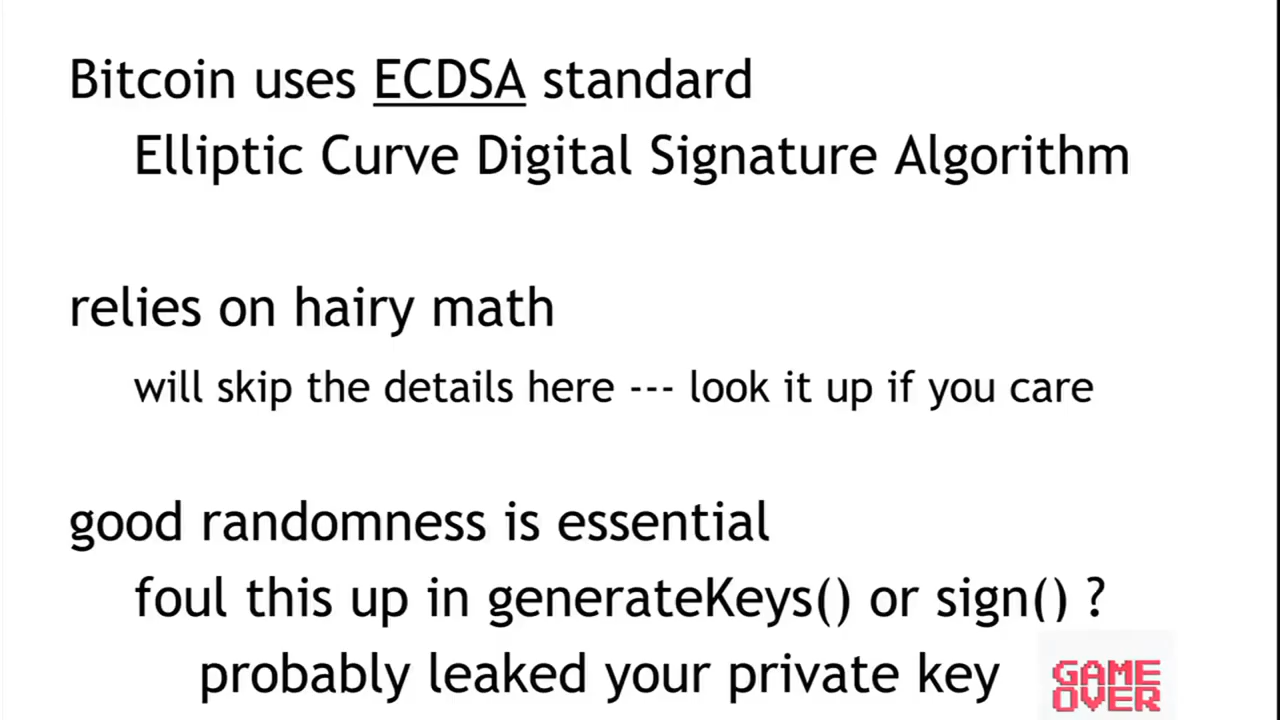 Bitcoin uses ECDSA standard
Elliptic Curve Digital Signature Algorithm
relies on hairy math
will skip the details here --- look it up if you care
good randomness is essential
foul this up in generateKeys() or sign() ?
probably leaked your private key
GAME
OVER